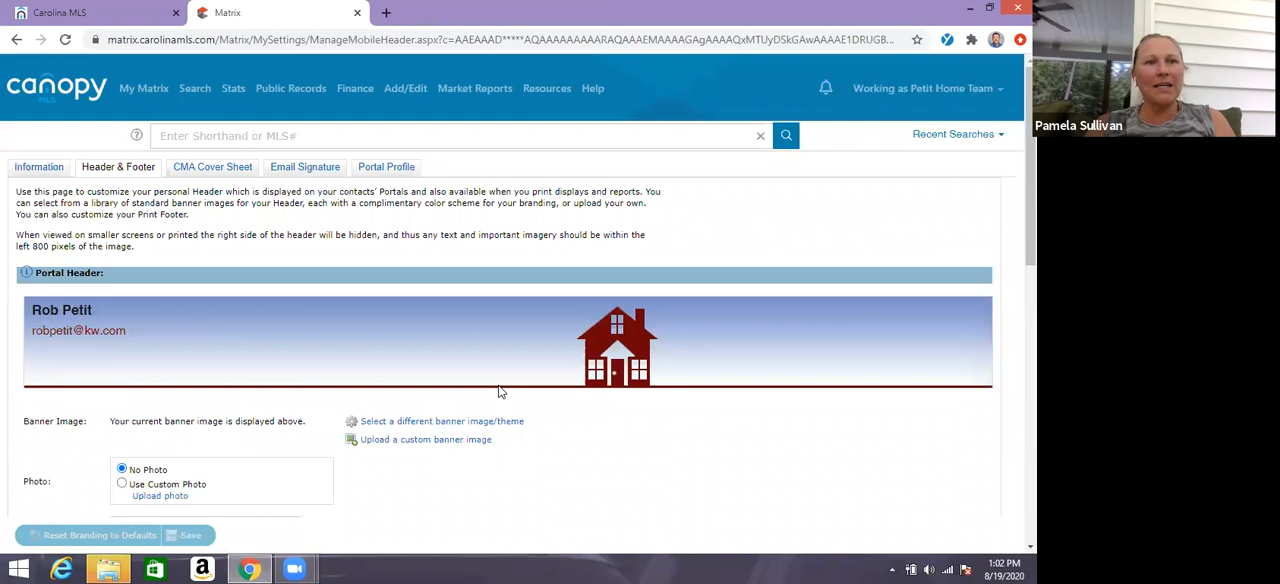 Carolina MLS
Matrix
matrix.carolinamls.com/Matrix/MySettings/ManageMobileHeader.aspx?c=AAEAAAD*****AQAAAAAAAAARAQAAAEMAAAAGAgAAAAQxMTUyDSkGAwAAAAE1DRUGB...
canopy
MLS
My Matrix Search Stats Public Records Finance Add/Edit Market Reports Resources Help
Working as Petit Home Team
Enter Shorthand or MLS#
Recent Searches
Information Header & Footer CMA Cover Sheet Email Signature Portal Profile
Use this page to customize your personal Header which is displayed on your contacts' Portals and also available when you print displays and reports. You
can select from a library of standard banner images for your Header, each with a complimentary color scheme for your branding, or upload your own.
You can also customize your Print Footer.
When viewed on smaller screens or printed the right side of the header will be hidden, and thus any text and important imagery should be within the
left 800 pixels of the image.
Portal Header:
Rob Petit
robpetit@kw.com
Banner Image: Your current banner image is displayed above. Select a different banner image/theme
Upload a custom banner image
No Photo
Photo: Use Custom Photo
Upload photo
Reset Branding to Defaults Save
1:02 PM
8/19/2020
Pamela Sullivan